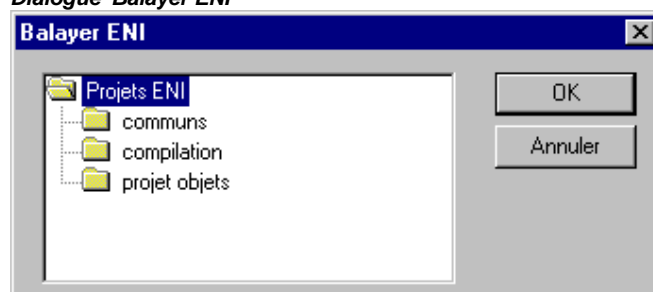 Dialogue 'Balayer ENI'
Balayer ENI
Projets ENI
OK
communs
compilation
Annuler
projet objets